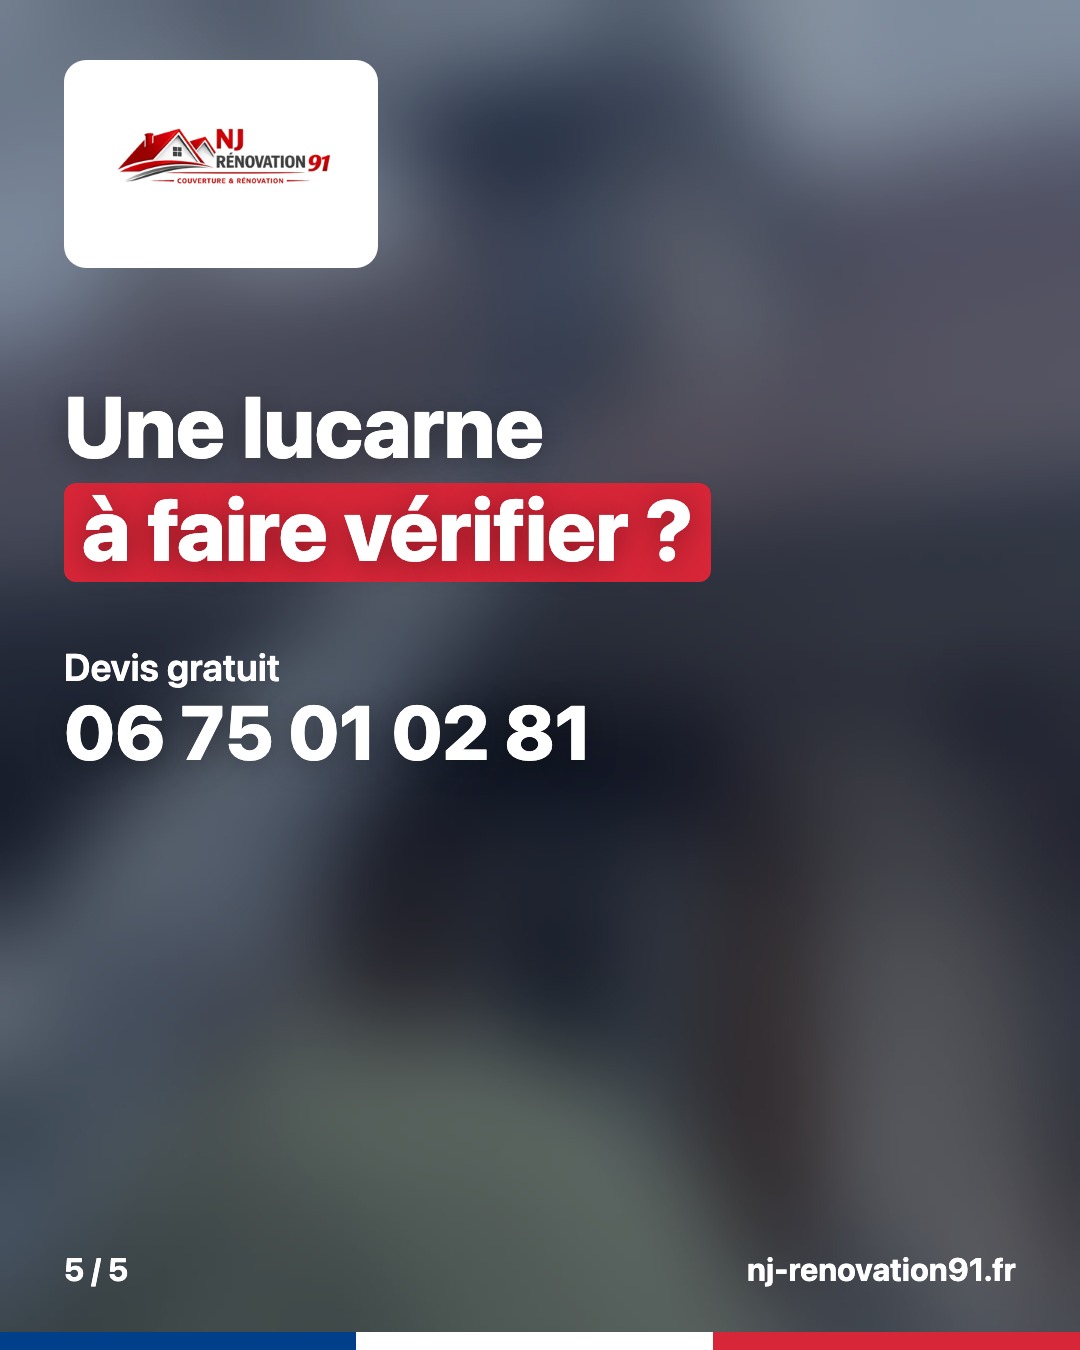 NJ
RÉNOVATION 91
COUVERTURE & RÉNOVATION
Une lucarne
à faire vérifier ?
Devis gratuit
06 75 01 02 81
5 / 5
nj-renovation91.fr